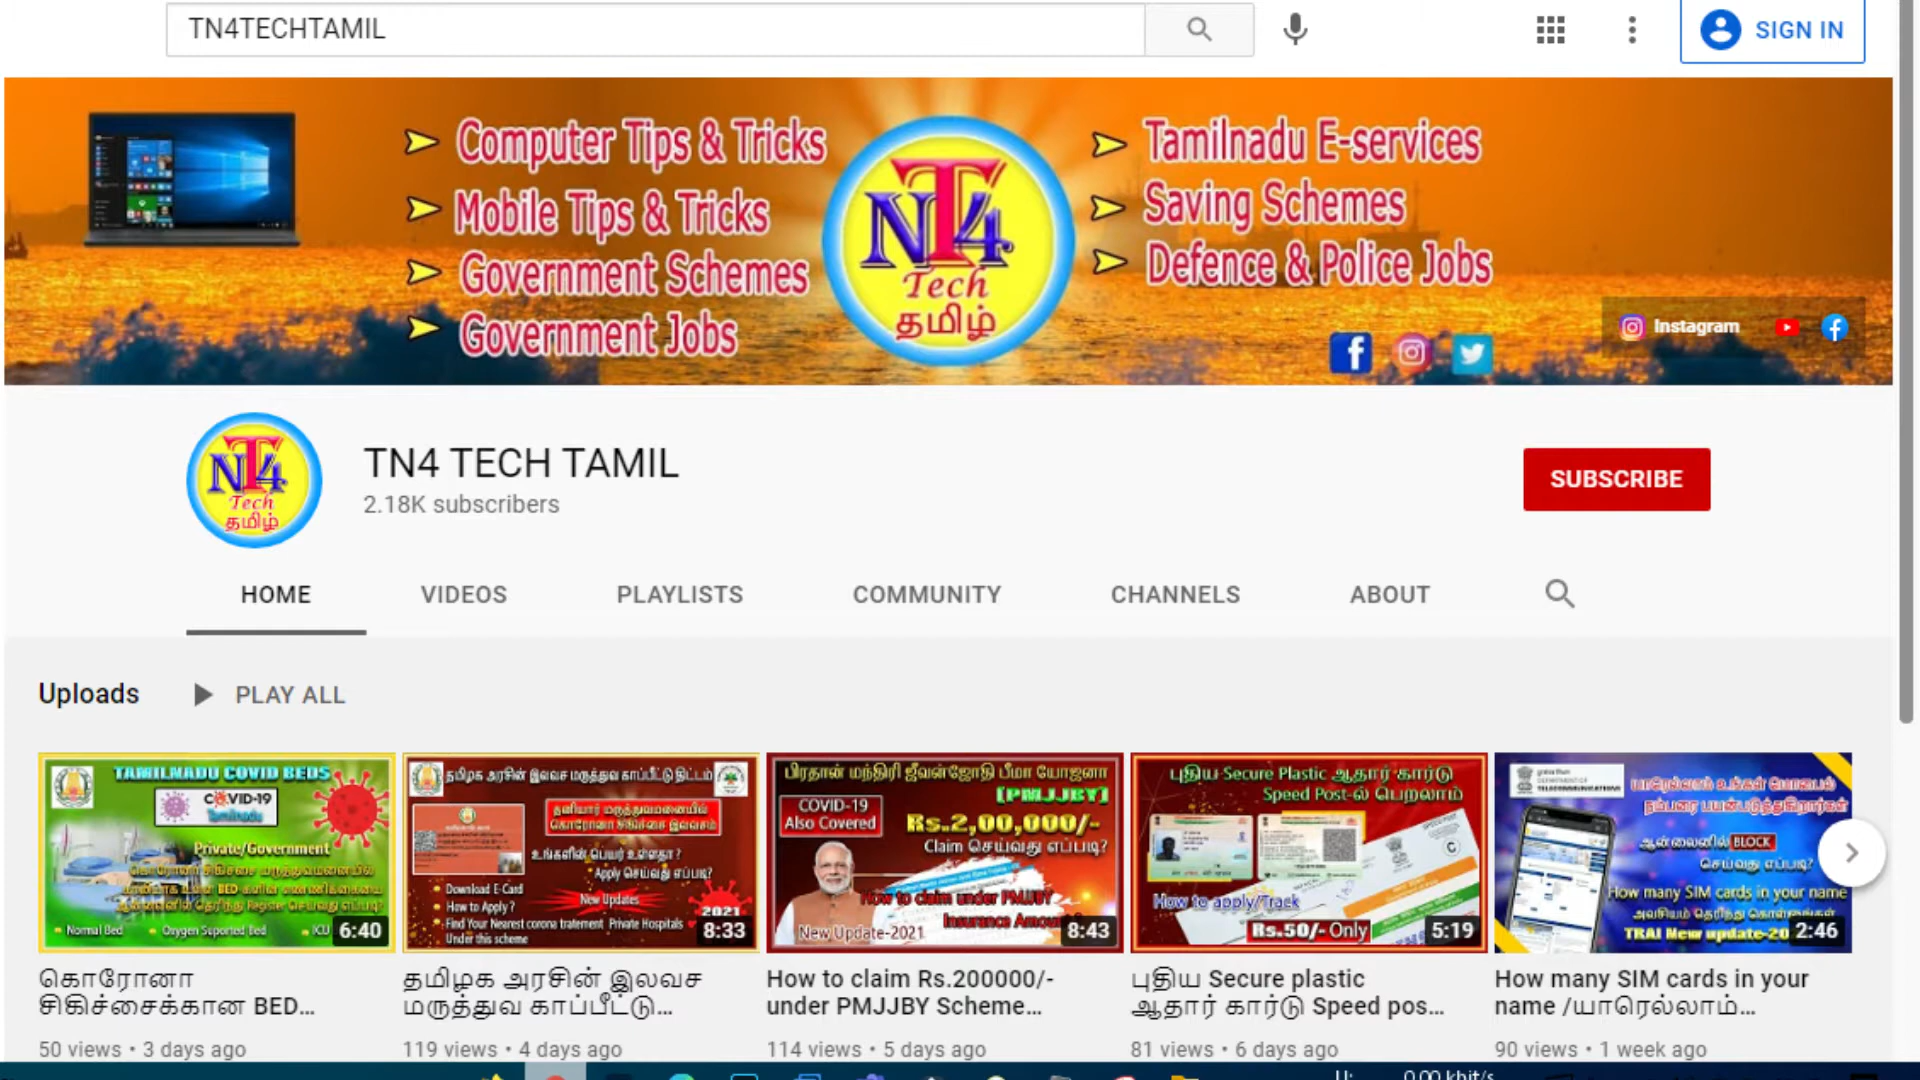 TN4TECHTAMIL
SIGN IN
Computer Tips & Tricks
Mobile Tips & Tricks
Government Schemes
Government Jobs
TN4
Tech
தமிழ்
Tamilnadu E-services
Saving Schemes
Defence & Police Jobs
Instagram
TN4
Tech
தமிழ்
TN4 TECH TAMIL
2.18K subscribers
SUBSCRIBE
HOME
VIDEOS
PLAYLISTS
COMMUNITY
CHANNELS
ABOUT
Uploads
PLAY ALL
TAMILNADU COVID BEDS
COVID-19
Tamilnadu
Private/Government
Normal Bed
Oxygen Suported Bed
ICU
6:40
தமிழக அரசின் இலவச மருத்துவ காப்பீட்டு திட்டம்
தனியார் மருத்துவமனையில்
கொரோனா சிகிச்சை இலவசம்
உங்களின் பெயர் உள்ளதா ?
Apply செய்வது எப்படி?
Download E-Card
How to Apply ?
New Updates
Find Your Nearest corona tratement Private Hospitals
Under this scheme
2021
8:33
பிரதான் மந்திரி ஜீவன்ஜோதி பீமா யோஜனா
[PMJJBY]
COVID-19
Also Covered
Rs.2,00,000/-
Claim செய்வது எப்படி?
How to claim under PMJJBY
Insurance Amount
New Update-2021
8:43
புதிய Secure Plastic ஆதார் கார்டு
Speed Post-ல் பெறலாம்
How to apply/Track
Rs.50/- Only
5:19
DEPARTMENT OF
TELECOMMUNICATIONS
யாரெல்லாம் உங்கள் மொபைல்
நம்பரை பயன்படுத்துகிறார்கள்
ஆன்லைனில் BLOCK
செய்வது எப்படி?
How many SIM cards in your name
அவசியம் தெரிந்து கொள்ளுங்கள்
TRAI New update-20
2:46
கொரோனா
சிகிச்சைக்கான BED...
50 views • 3 days ago
தமிழக அரசின் இலவச
மருத்துவ காப்பீட்டு...
119 views • 4 days ago
How to claim Rs.200000/-
under PMJJBY Scheme...
114 views • 5 days ago
புதிய Secure plastic
ஆதார் கார்டு Speed pos...
81 views • 6 days ago
How many SIM cards in your
name /யாரெல்லாம்...
90 views • 1 week ago
U:
0.00 kbit/s